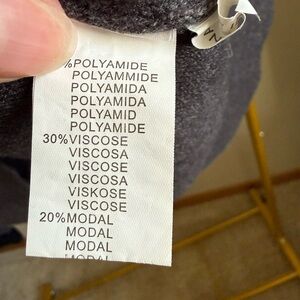 %POLYAMIDE
POLYAMMIDE
POLYAMIDA
POLYAMIDA
POLYAMID
POLYAMIDE
30%VISCOSE
VISCOSA
VISCOSE
VISCOSA
VISKOSE
VISCOSE
20%MODAL
MODAL
MODAL